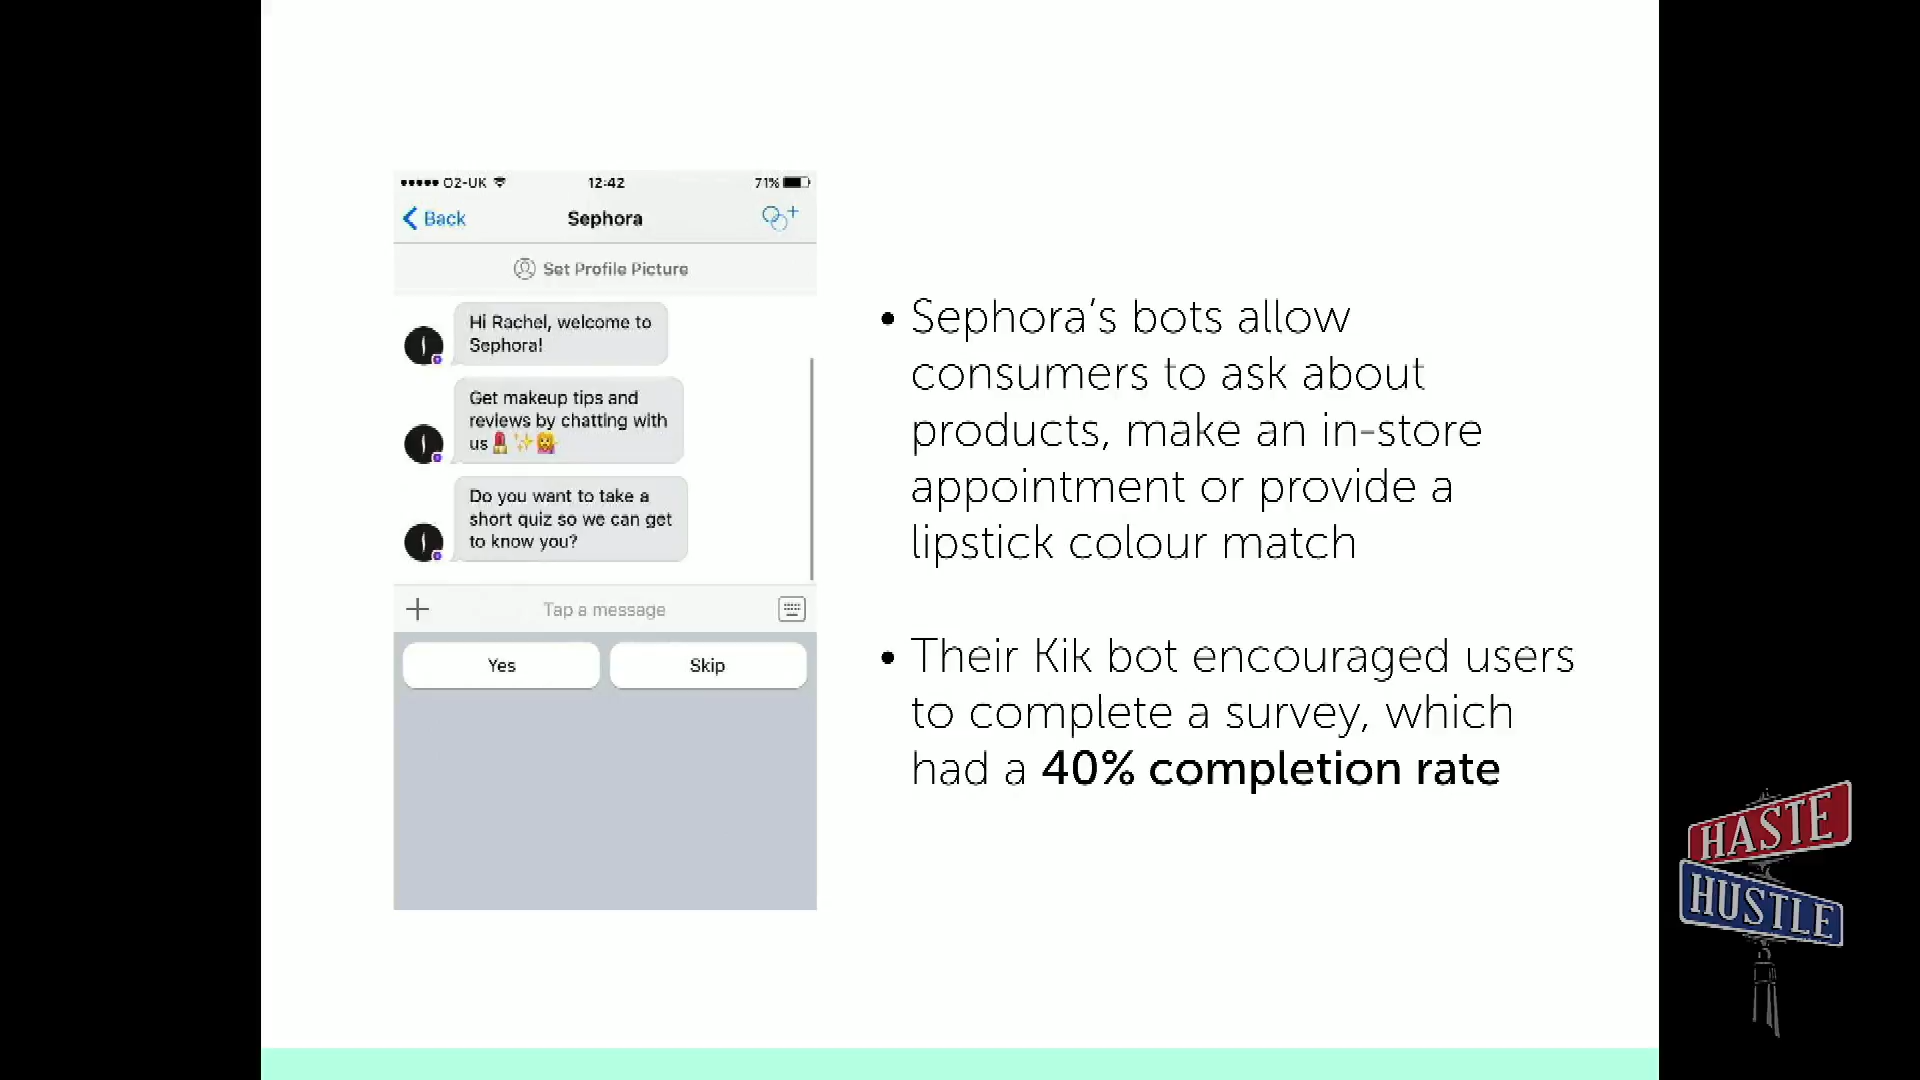 O2-UK 12:42 71%
Back Sephora
Set Profile Picture
Hi Rachel, welcome to
Sephora!
Get makeup tips and
reviews by chatting with
us💄✨💁
Do you want to take a
short quiz so we can get
to know you?
Tap a message
Yes Skip
• Sephora's bots allow
consumers to ask about
products, make an in-store
appointment or provide a
lipstick colour match
• Their Kik bot encouraged users
to complete a survey, which
had a 40% completion rate
HASTE
HUSTLE